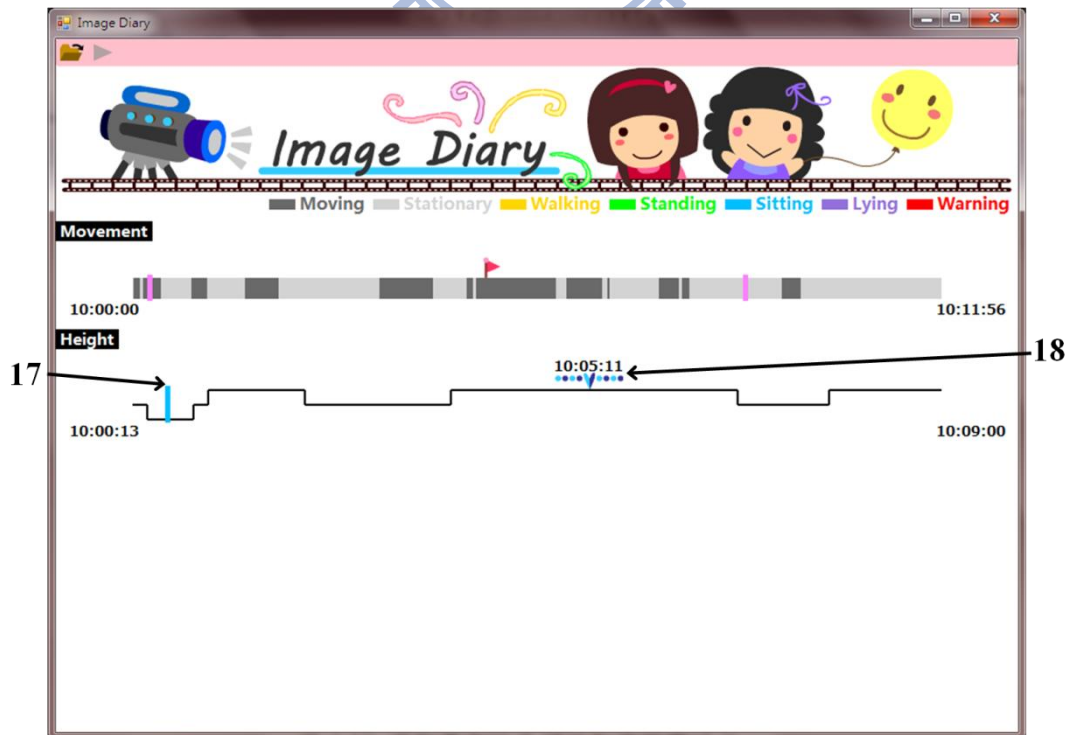 Image Diary
Image Diary
Moving Stationary Walking Standing Sitting Lying Warning
Movement
10:00:00 10:11:56
Height
17 18
10:05:11
10:00:13 10:09:00